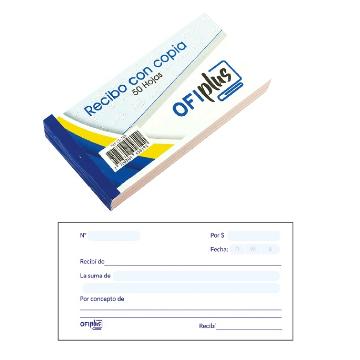 Recibo con copia
50 Hojas
OFIplus
N° Por $
Fecha:
Recibí de
La suma de
Por concepto de
OFIplus Recibí